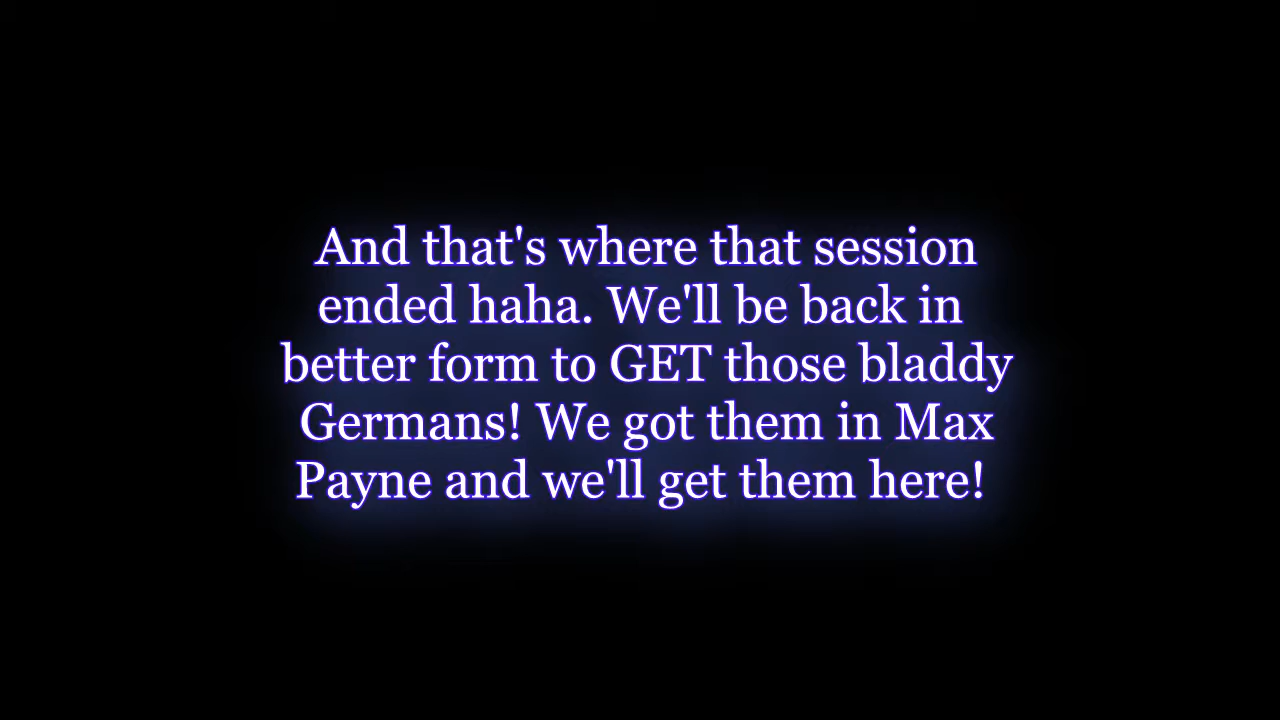 And that's where that session
ended haha. We'll be back in
better form to GET those bladdy
Germans! We got them in Max
Payne and we'll get them here!